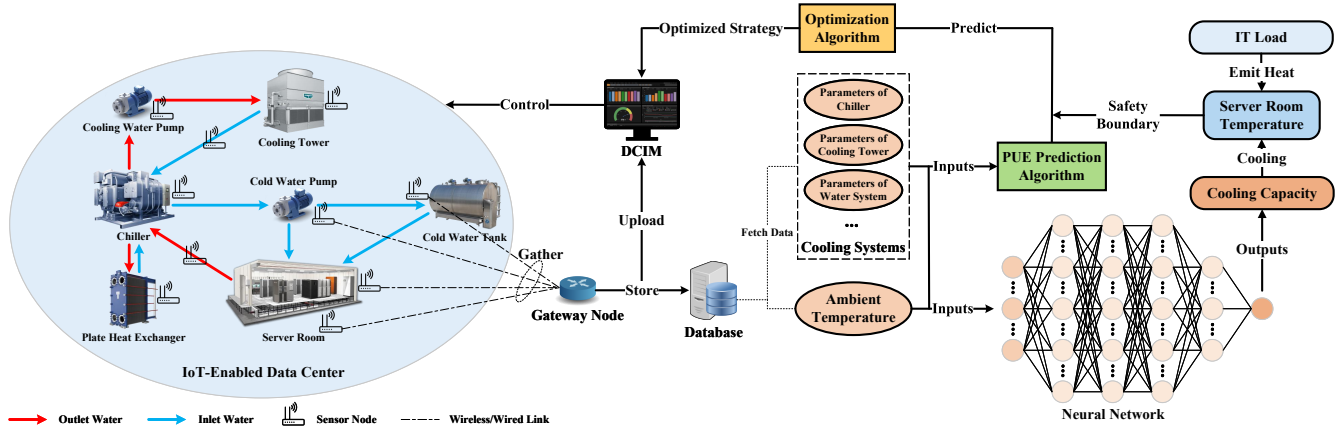 Optimized Strategy
Optimization
Algorithm
Predict
IT Load
Emit Heat
Cooling Water Pump
Cooling Tower
Control
DCIM
Parameters of
Chiller
Parameters of
Cooling Tower
Parameters of
Water System
...
Cooling Systems
Inputs
PUE Prediction
Algorithm
Safety
Boundary
Server Room
Temperature
Cooling
Cooling Capacity
Outputs
Cold Water Pump
Cold Water Tank
Chiller
Upload
Fetch Data
Gather
Plate Heat Exchanger
Server Room
Gateway Node
Store
Database
Ambient
Temperature
Inputs
IoT-Enabled Data Center
Neural Network
Outlet Water
Inlet Water
Sensor Node
Wireless/Wired Link